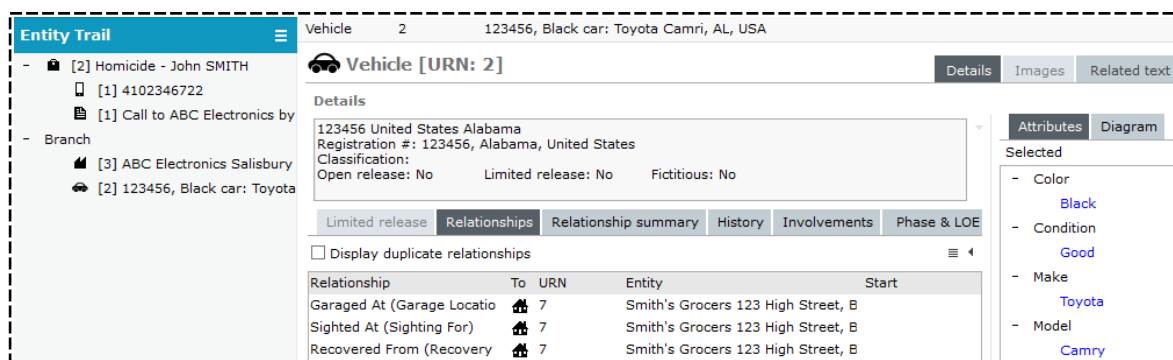 Entity Trail
- [2] Homicide - John SMITH
[1] 4102346722
[1] Call to ABC Electronics by
- Branch
[3] ABC Electronics Salisbury
[2] 123456, Black car: Toyota
Vehicle 2 123456, Black car: Toyota Camri, AL, USA
Vehicle [URN: 2]
Details Images Related text
Details
123456 United States Alabama
Registration #: 123456, Alabama, United States
Classification:
Open release: No Limited release: No Fictitious: No
Limited release Relationships Relationship summary History Involvements Phase & LOE
Display duplicate relationships
Relationship To URN Entity Start
Garaged At (Garage Locatio 7 Smith's Grocers 123 High Street, B
Sighted At (Sighting For) 7 Smith's Grocers 123 High Street, B
Recovered From (Recovery 7 Smith's Grocers 123 High Street, B
Attributes Diagram
Selected
- Color
Black
- Condition
Good
- Make
Toyota
- Model
Camry